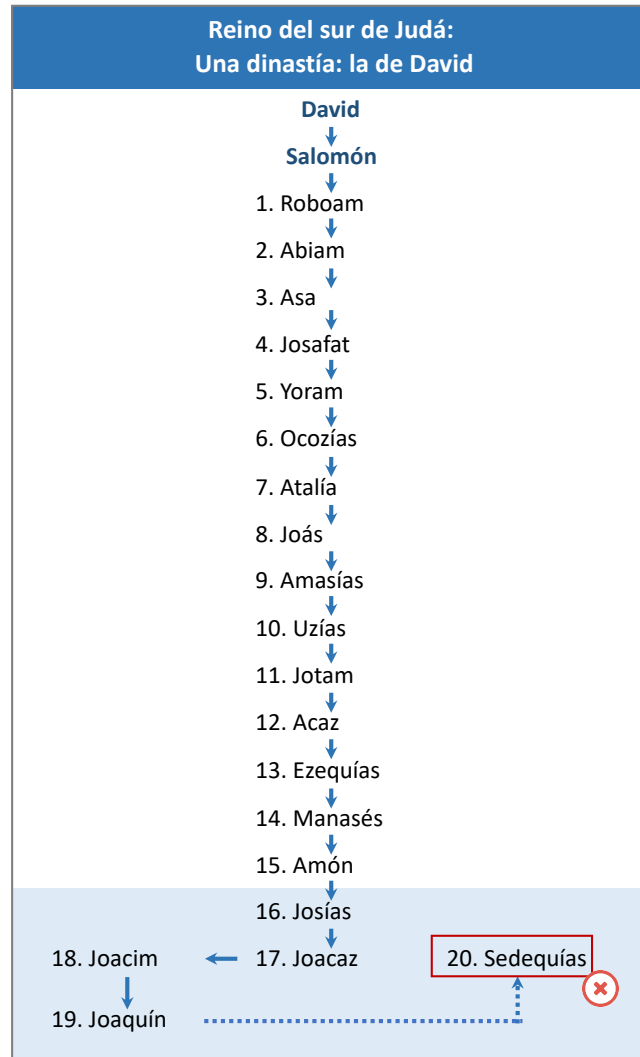 Reino del sur de Judá:
Una dinastía: la de David
David
Salomón
1. Roboam
2. Abiam
3. Asa
4. Josafat
5. Yoram
6. Ocozías
7. Atalía
8. Joás
9. Amasías
10. Uzías
11. Jotam
12. Acaz
13. Ezequías
14. Manasés
15. Amón
16. Josías
18. Joacim 17. Joacaz 20. Sedequías
19. Joaquín